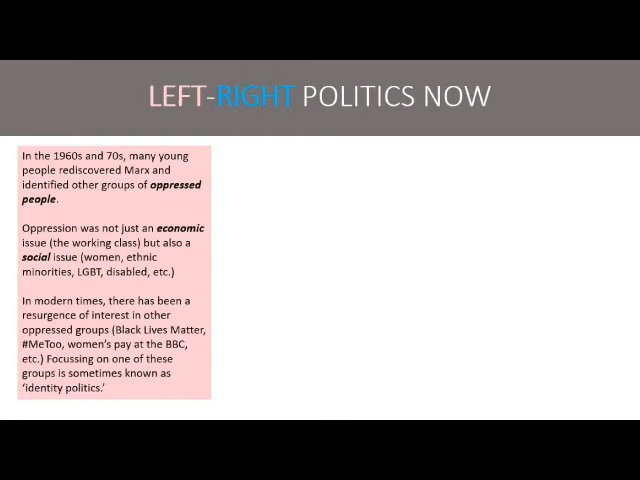 LEFT-RIGHT POLITICS NOW
In the 1960s and 70s, many young
people rediscovered Marx and
identified other groups of oppressed
people.
Oppression was not just an economic
issue (the working class) but also a
social issue (women, ethnic
minorities, LGBT, disabled, etc.)
In modern times, there has been a
resurgence of interest in other
oppressed groups (Black Lives Matter,
#MeToo, women’s pay at the BBC,
etc.) Focussing on one of these
groups is sometimes known as
‘identity politics.’